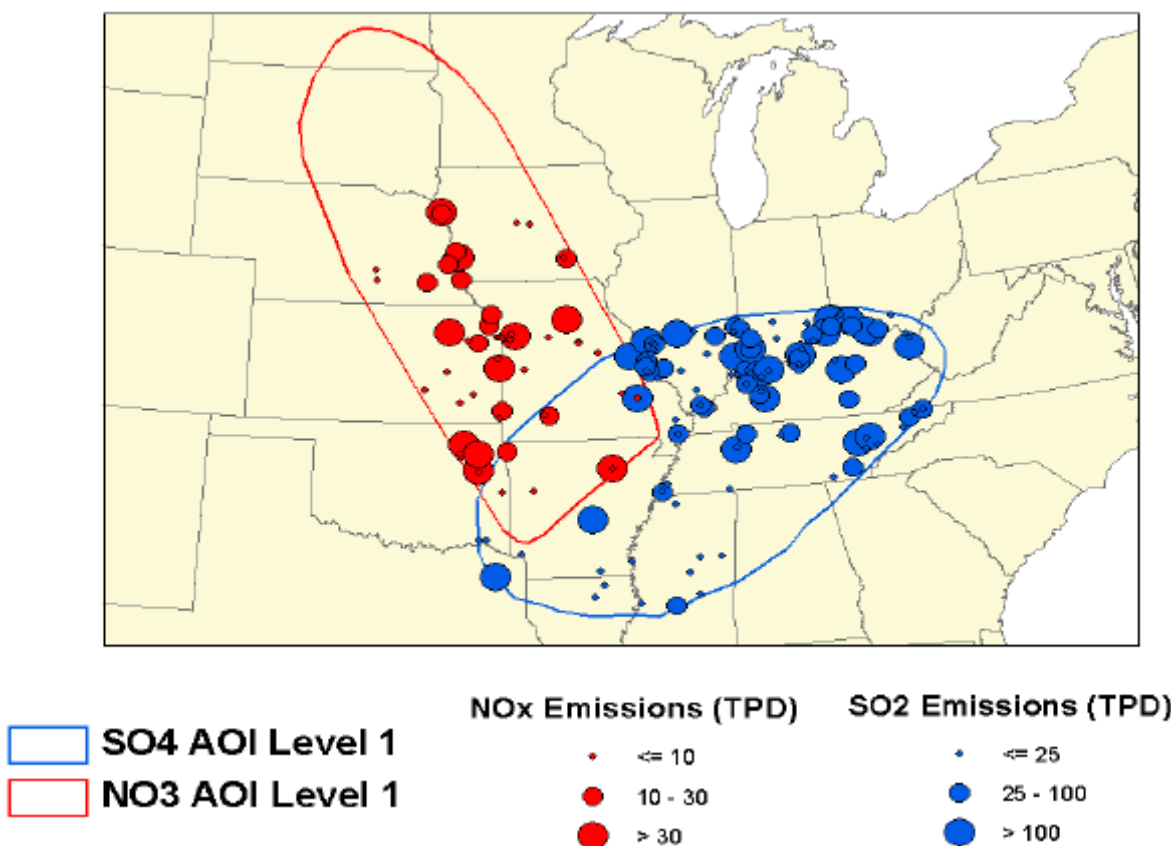 NOx Emissions (TPD)
SO2 Emissions (TPD)
SO4 AOI Level 1
NO3 AOI Level 1
<= 10
10 - 30
> 30
<= 25
25 - 100
> 100